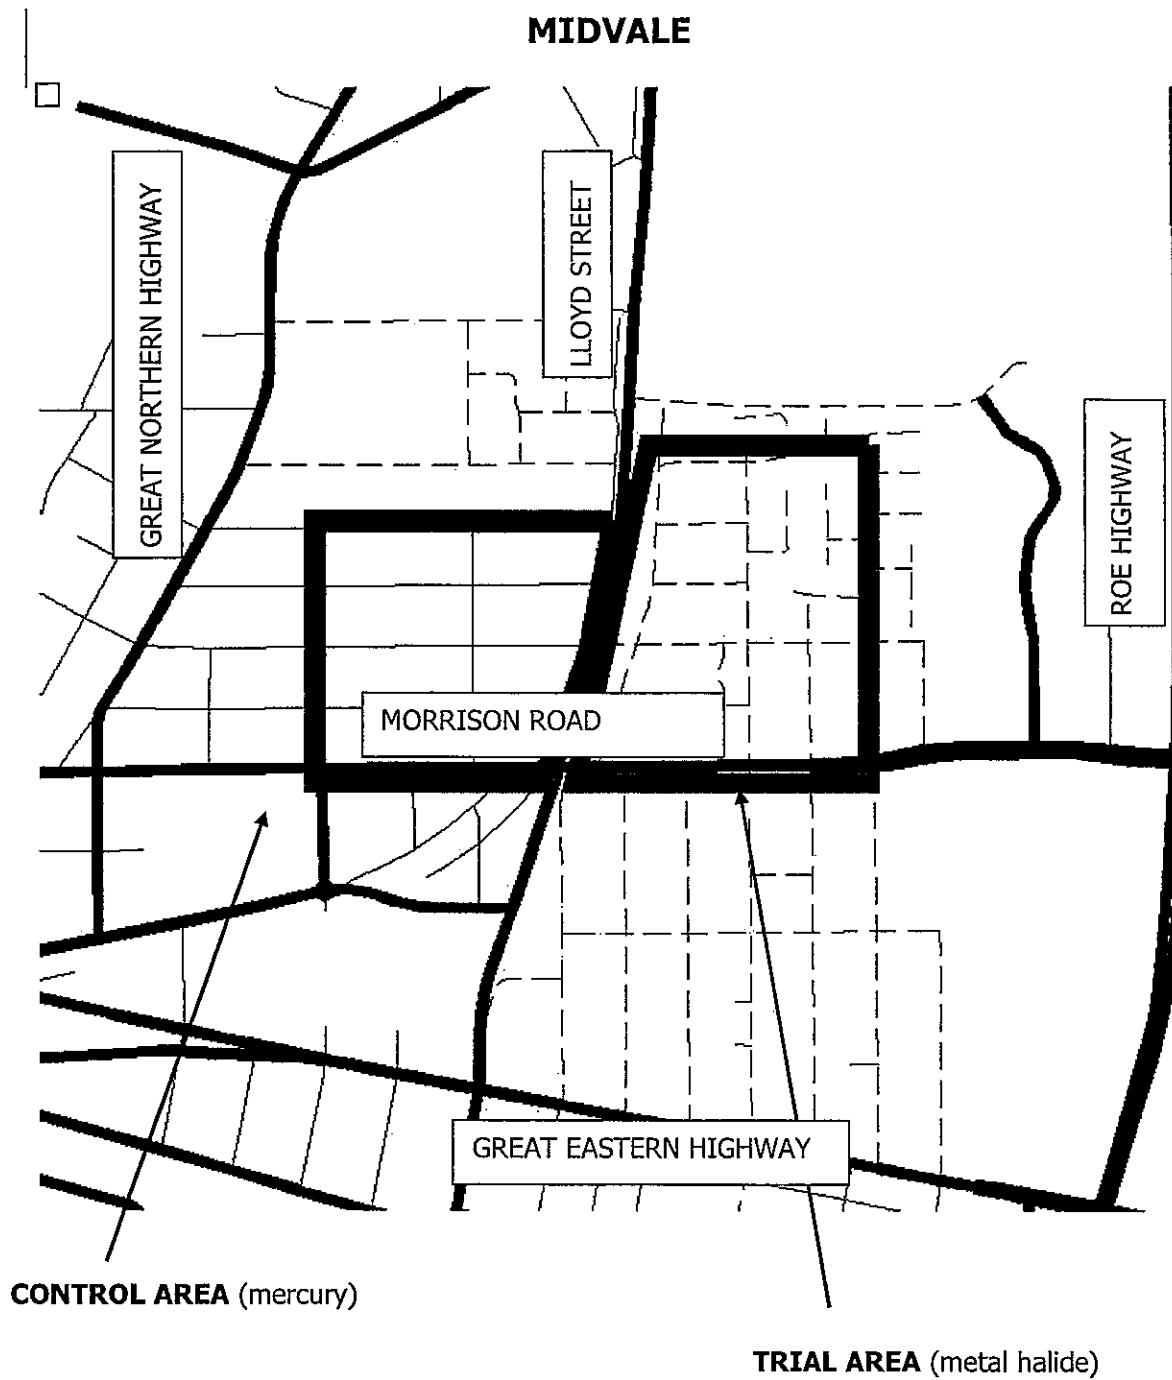 MIDVALE
GREAT NORTHERN HIGHWAY
LLOYD STREET
ROE HIGHWAY
MORRISON ROAD
GREAT EASTERN HIGHWAY
CONTROL AREA (mercury)
TRIAL AREA (metal halide)